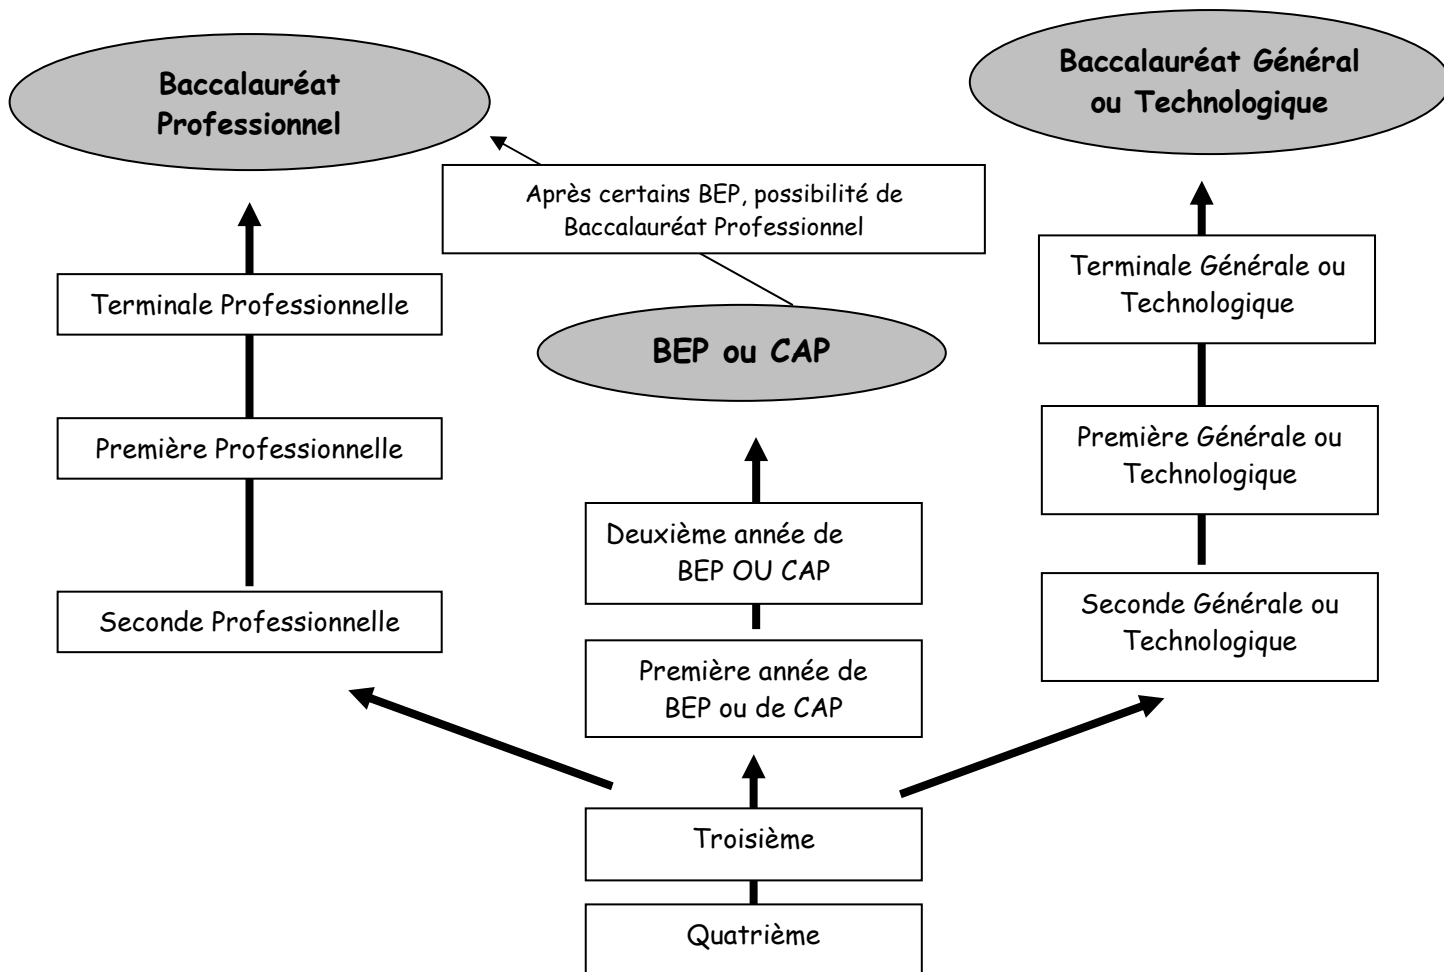 Baccalauréat
Professionnel
Baccalauréat Général
ou Technologique
Après certains BEP, possibilité de
Baccalauréat Professionnel
Terminale Professionnelle
Terminale Générale ou
Technologique
BEP ou CAP
Première Professionnelle
Première Générale ou
Technologique
Deuxième année de
BEP OU CAP
Seconde Professionnelle
Seconde Générale ou
Technologique
Première année de
BEP ou de CAP
Troisième
Quatrième